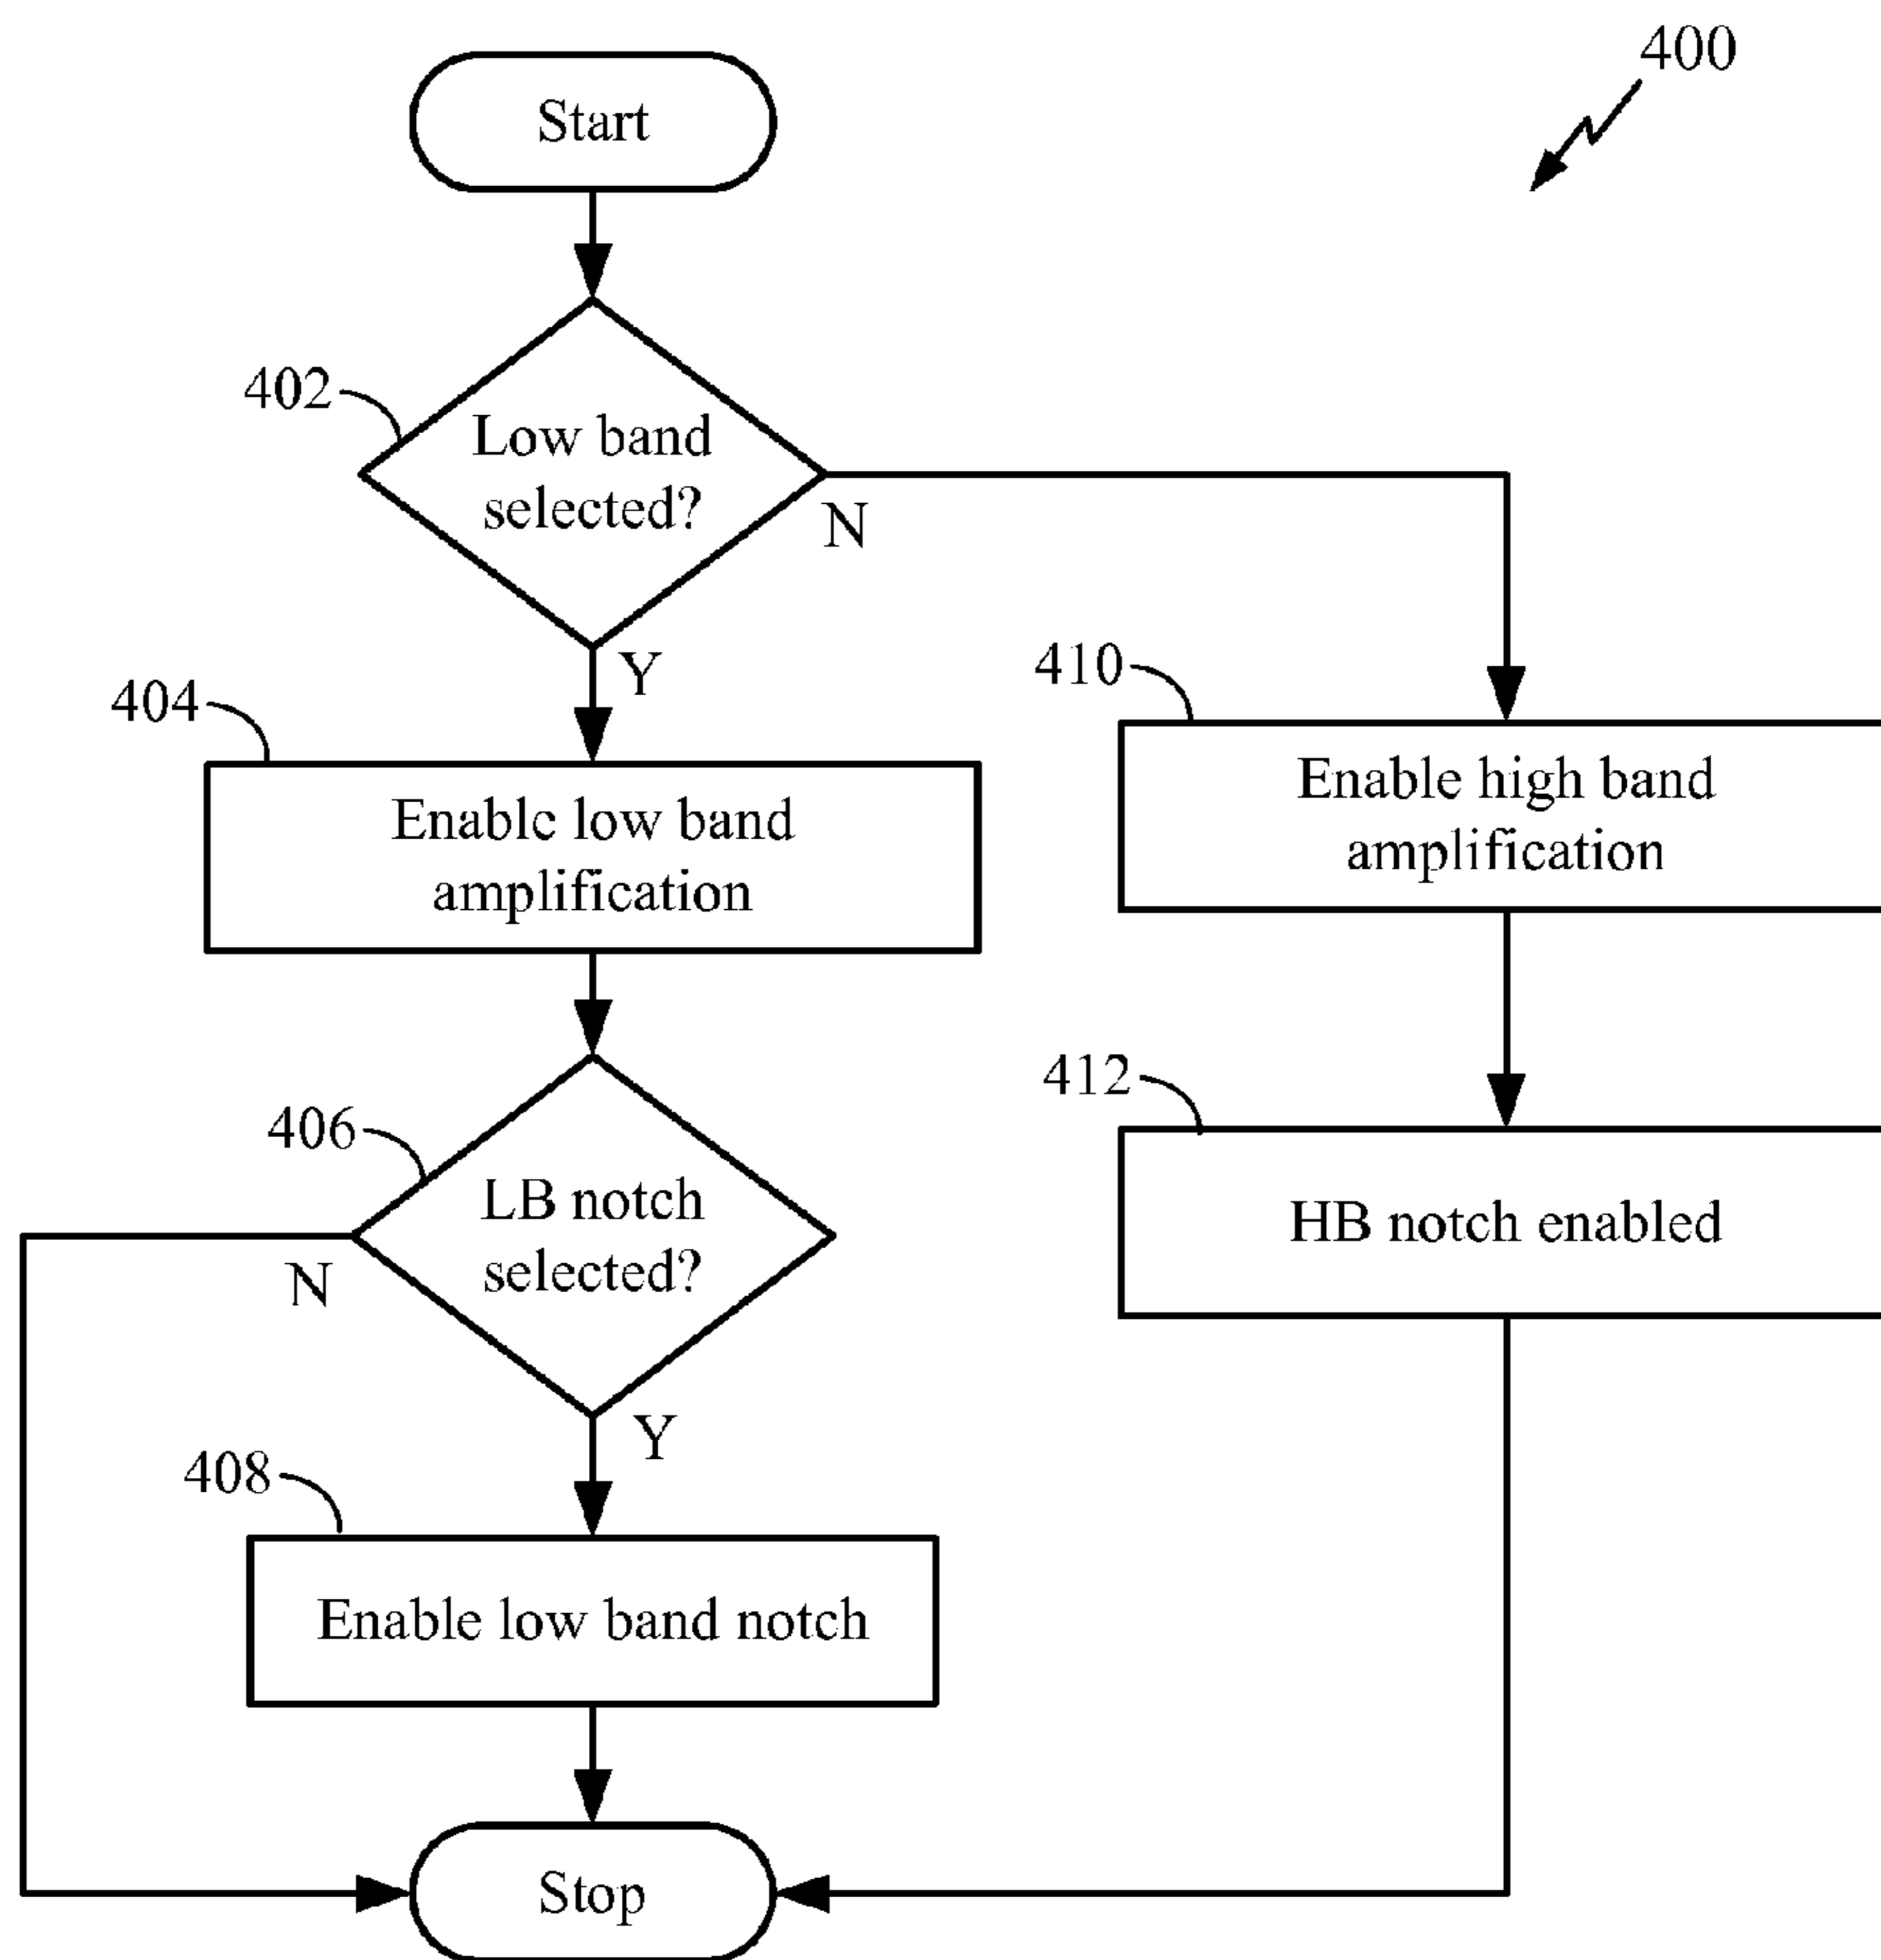 400
Start
402
Low band
selected?
N
Y
404
Enable low band
amplification
410
Enable high band
amplification
406
LB notch
selected?
N
Y
412
HB notch enabled
408
Enable low band notch
Stop